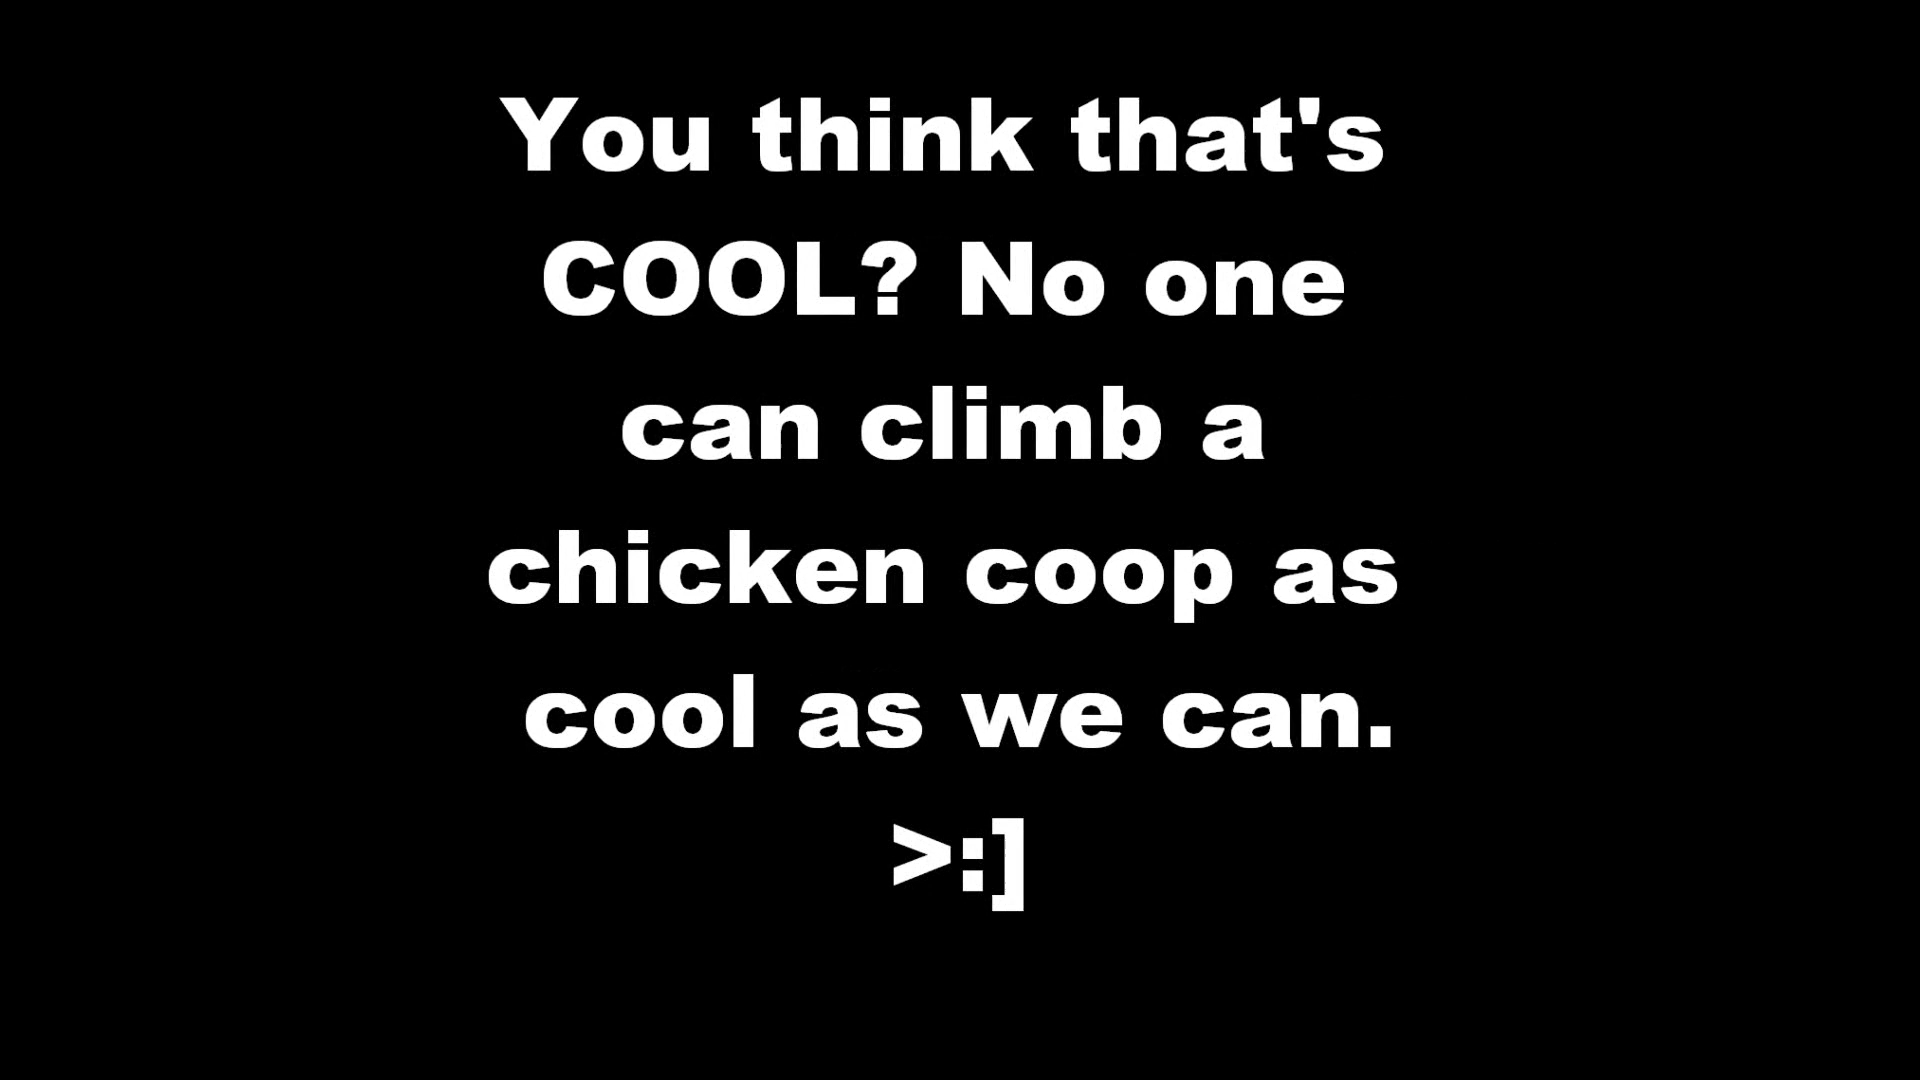 You think that's
COOL? No one
can climb a
chicken coop as
cool as we can.
>:]